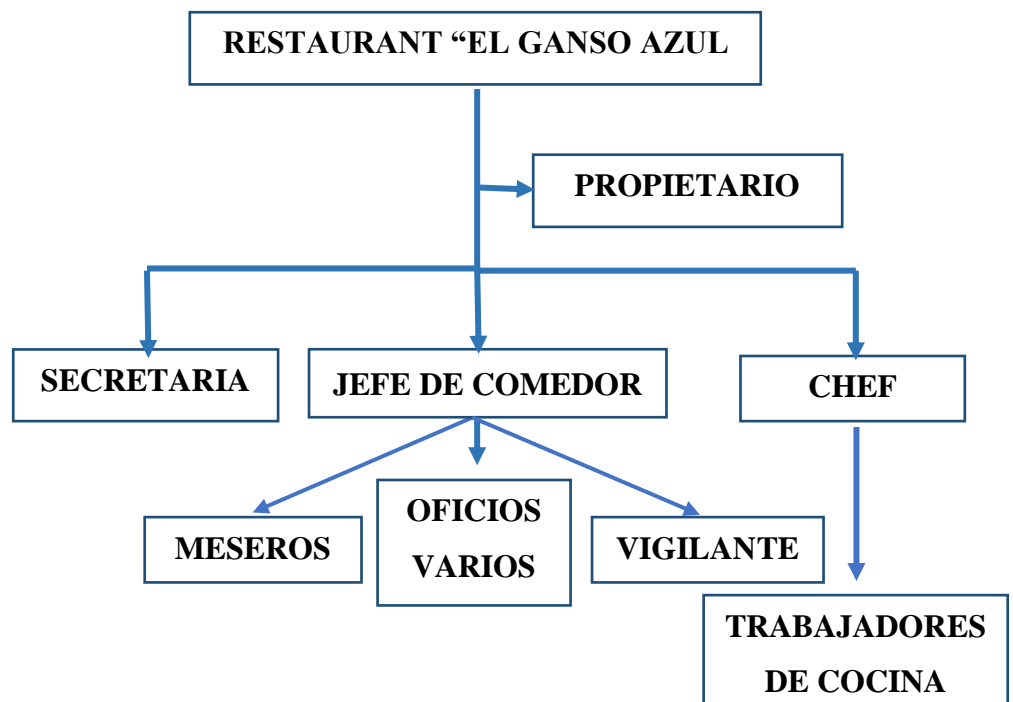 RESTAURANT “EL GANSO AZUL
PROPIETARIO
SECRETARIA
JEFE DE COMEDOR
CHEF
MESEROS
OFICIOS
VARIOS
VIGILANTE
TRABAJADORES
DE COCINA